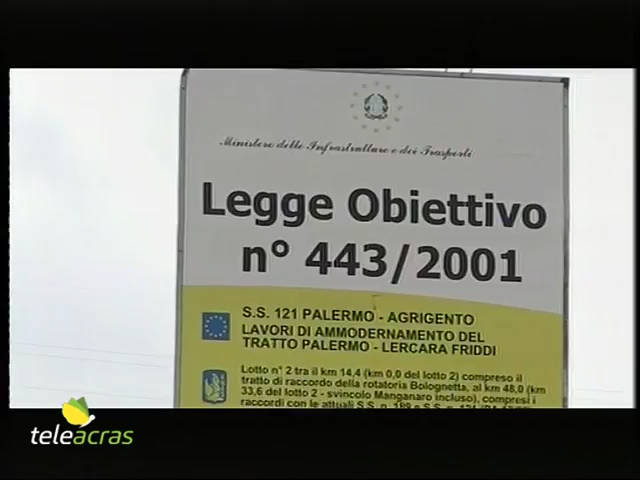 Ministero delle Infrastrutture e dei Trasporti
Legge Obiettivo
n° 443/2001
S.S. 121 PALERMO - AGRIGENTO
LAVORI DI AMMODERNAMENTO DEL
TRATTO PALERMO - LERCARA FRIDDI
Lotto n° 2 tra il km 14,4 (km 0,0 del lotto 2) compreso il
tratto di raccordo della rotatoria Bolognetta, al km 48,0 (km
33,6 del lotto 2 - svincolo Manganaro incluso), compresi i
raccordi con le attuali S.S. n. 189 e S.S. n. 121
teleacras